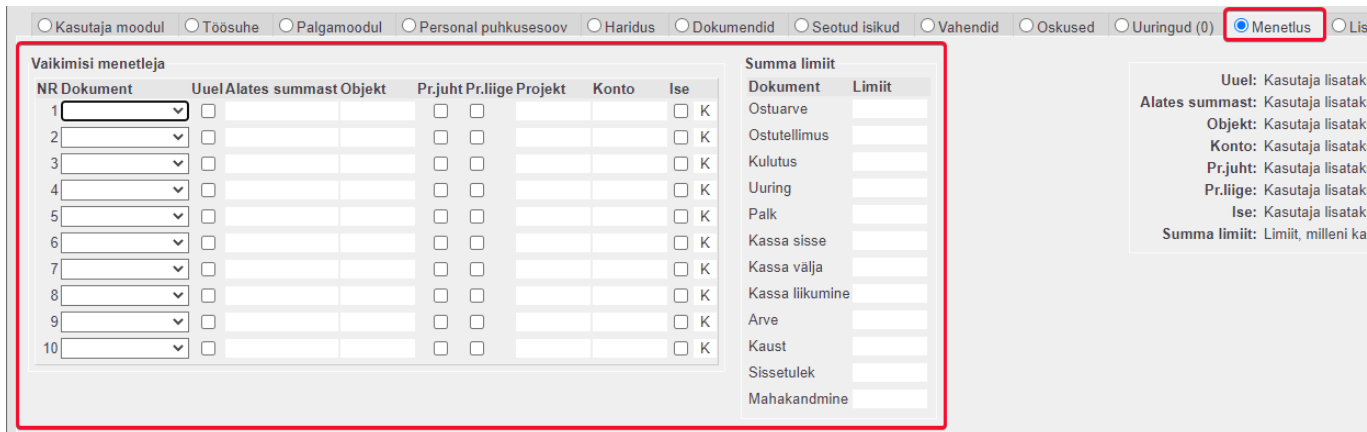 Kasutaja moodul Töösuhe Palgamoodul Personal puhkusesoov Haridus Dokumendid Seotud isikud Vahendid Oskused Uuringud (0) Menetlus Lis
Vaikimisi menetleja
NR Dokument Uuel Alates summast Objekt Pr.juht Pr.liige Projekt Konto Ise
1 K
2 K
3 K
4 K
5 K
6 K
7 K
8 K
9 K
10 K
Summa limiit
Dokument Limiit
Ostuarve
Ostutellimus
Kulutus
Uuring
Palk
Kassa sisse
Kassa välja
Kassa liikumine
Arve
Kaust
Sissetulek
Mahakandmine
Uuel: Kasutaja lisatak
Alates summast: Kasutaja lisatak
Objekt: Kasutaja lisatak
Konto: Kasutaja lisatak
Pr.juht: Kasutaja lisatak
Pr.liige: Kasutaja lisatak
Ise: Kasutaja lisatak
Summa limiit: Limiit, milleni ka